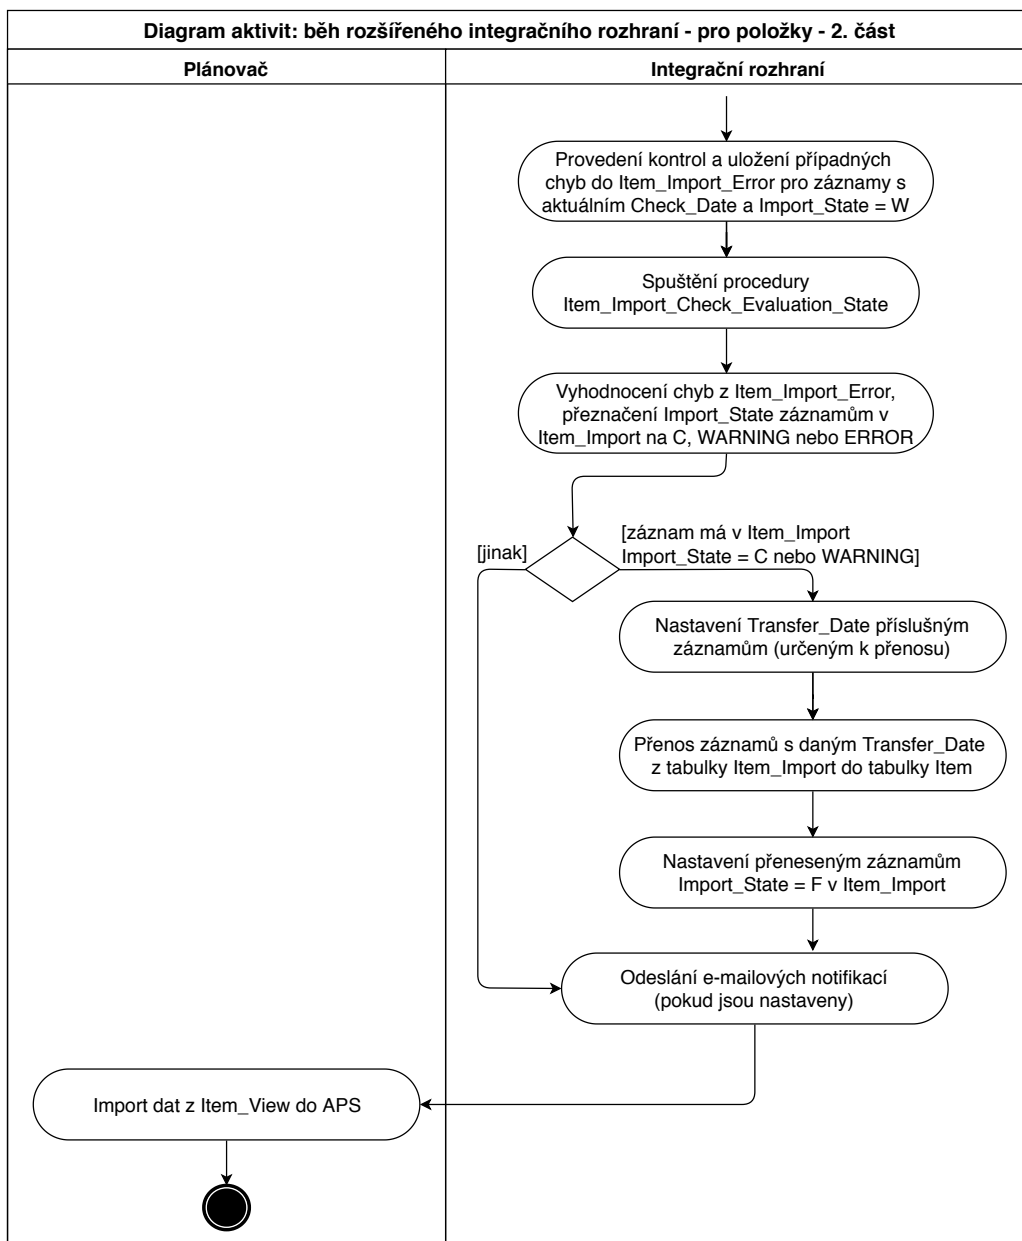 Diagram aktivit: běh rozšířeného integračního rozhraní - pro položky - 2. část
Plánovač
Integrační rozhraní
Provedení kontrol a uložení případných
chyb do Item_Import_Error pro záznamy s
aktuálním Check_Date a Import_State = W
Spuštění procedury
Item_Import_Check_Evaluation_State
Vyhodnocení chyb z Item_Import_Error,
přeznačení Import_State záznamům v
Item_Import na C, WARNING nebo ERROR
[jinak]
[záznam má v Item_Import
Import_State = C nebo WARNING]
Nastavení Transfer_Date příslušným
záznamům (určeným k přenosu)
Přenos záznamů s daným Transfer_Date
z tabulky Item_Import do tabulky Item
Nastavení přeneseným záznamům
Import_State = F v Item_Import
Odeslání e-mailových notifikací
(pokud jsou nastaveny)
Import dat z Item_View do APS